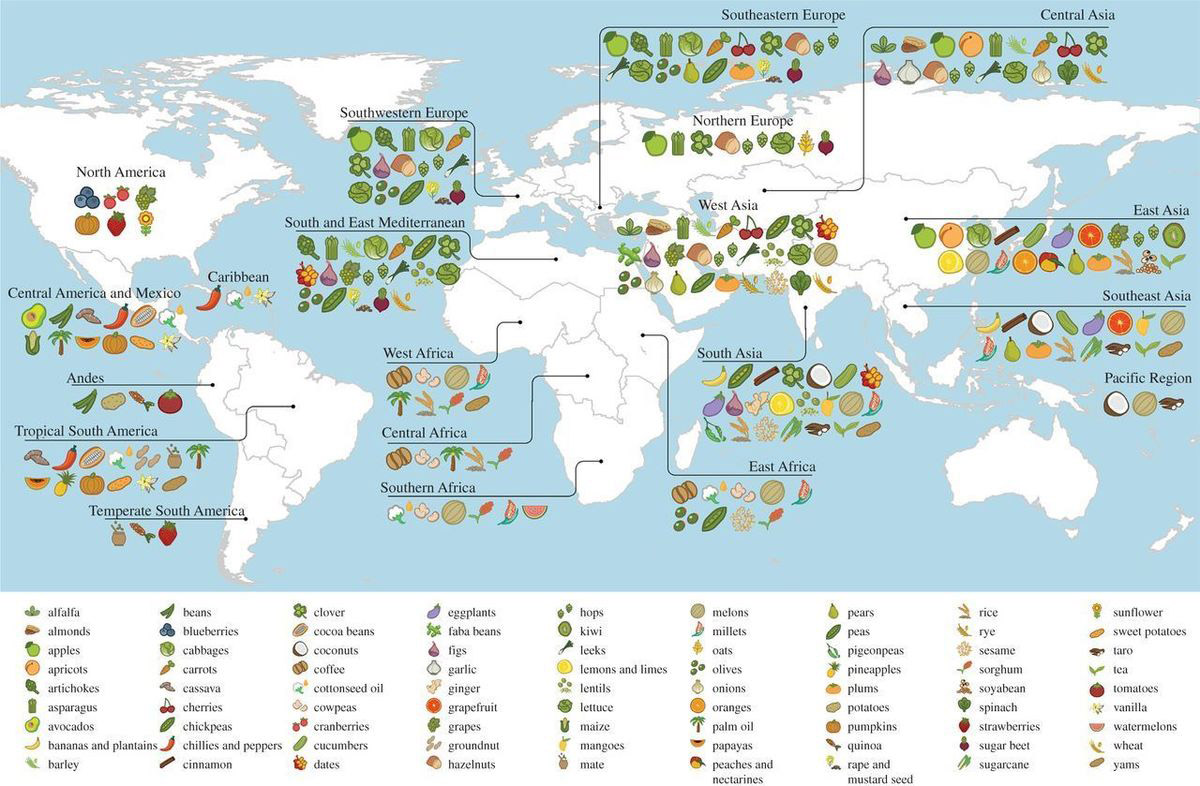 Southeastern Europe
Central Asia
Southwestern Europe
Northern Europe
North America
West Asia
East Asia
South and East Mediterranean
Caribbean
Central America and Mexico
Southeast Asia
West Africa
South Asia
Andes
Pacific Region
Tropical South America
Central Africa
East Africa
Southern Africa
Temperate South America
alfalfa
almonds
apples
apricots
artichokes
asparagus
avocados
bananas and plantains
barley
beans
blueberries
cabbages
carrots
cassava
cherries
chickpeas
chillies and peppers
cinnamon
clover
cocoa beans
coconuts
coffee
cottonseed oil
cowpeas
cranberries
cucumbers
dates
eggplants
faba beans
figs
garlic
ginger
grapefruit
grapes
groundnut
hazelnuts
hops
kiwi
leeks
lemons and limes
lentils
lettuce
maize
mangoes
mate
melons
millets
oats
olives
onions
oranges
palm oil
papayas
peaches and
nectarines
pears
peas
pigeonpeas
pineapples
plums
potatoes
pumpkins
quinoa
rape and
mustard seed
rice
rye
sesame
sorghum
soyabean
spinach
strawberries
sugar beet
sugarcane
sunflower
sweet potatoes
taro
tea
tomatoes
vanilla
watermelons
wheat
yams